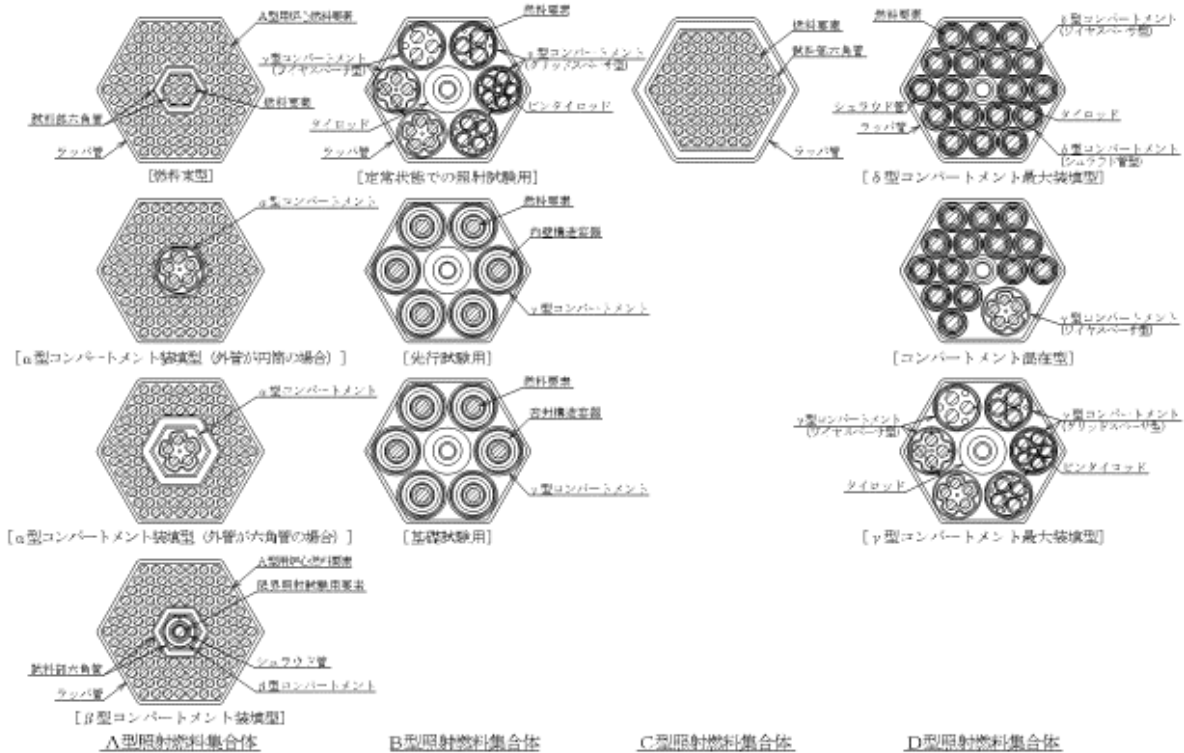 A型用炉心燃料要素
燃料要素
試料部六角管
ラッパ管
[燃料束型]
α型コンパートメント
[α型コンパートメント装填型（外管が円筒の場合）]
α型コンパートメント
[α型コンパートメント装填型（外管が六角管の場合）]
A型用炉心燃料要素
限界照射試験用要素
試料部六角管
ラッパ管
シュラウド管
β型コンパートメント
[β型コンパートメント装填型]
A型照射燃料集合体
燃料要素
γ型コンパートメント
(ワイヤスペーサ型)
γ型コンパートメント
(グリッドスペーサ型)
ピンタイロッド
タイロッド
ラッパ管
[定常状態での照射試験用]
燃料要素
内壁構造容器
γ型コンパートメント
[先行試験用]
燃料要素
γ型コンパートメント
[基礎試験用]
B型照射燃料集合体
燃料要素
試料部六角管
ラッパ管
C型照射燃料集合体
燃料要素
δ型コンパートメント
(ワイヤスペーサ型)
シュラウド管
ラッパ管
タイロッド
δ型コンパートメント
(シュラウド管型)
[δ型コンパートメント最大装填型]
γ型コンパートメント
(ワイヤスペーサ型)
[コンパートメント混在型]
γ型コンパートメント
(ワイヤスペーサ型)
γ型コンパートメント
(グリッドスペーサ型)
ピンタイロッド
タイロッド
[γ型コンパートメント最大装填型]
D型照射燃料集合体